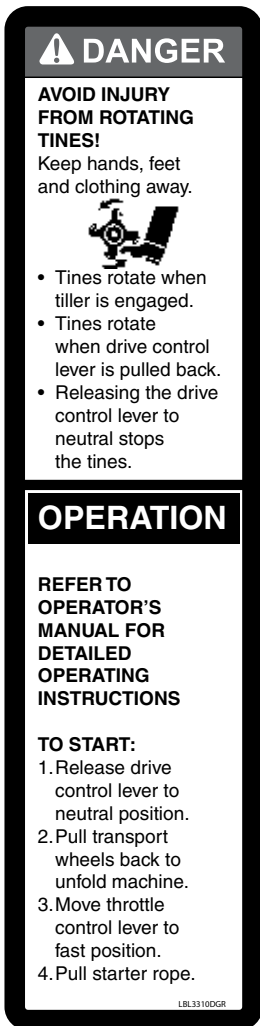 DANGER
AVOID INJURY
FROM ROTATING
TINES!
Keep hands, feet
and clothing away.
• Tines rotate when
tiller is engaged.
• Tines rotate
when drive control
lever is pulled back.
• Releasing the drive
control lever to
neutral stops
the tines.
OPERATION
REFER TO
OPERATOR'S
MANUAL FOR
DETAILED
OPERATING
INSTRUCTIONS
TO START:
1.Release drive
control lever to
neutral position.
2.Pull transport
wheels back to
unfold machine.
3.Move throttle
control lever to
fast position.
4.Pull starter rope.
LBL3310DGR